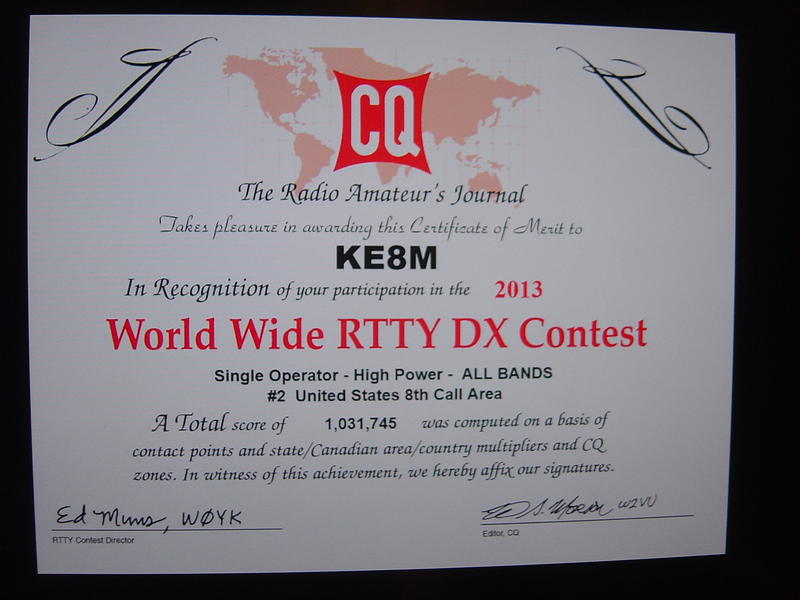 CQ
The Radio Amateur's Journal
Takes pleasure in awarding this Certificate of Merit to
KE8M
In Recognition of your participation in the 2013
World Wide RTTY DX Contest
Single Operator - High Power - ALL BANDS
#2 United States 8th Call Area
A Total score of 1,031,745 was computed on a basis of
contact points and state/Canadian area/country multipliers and CQ
zones. In witness of this achievement, we hereby affix our signatures.
Ed Muns, WØYK
W2VU
RTTY Contest Director
Editor, CQ